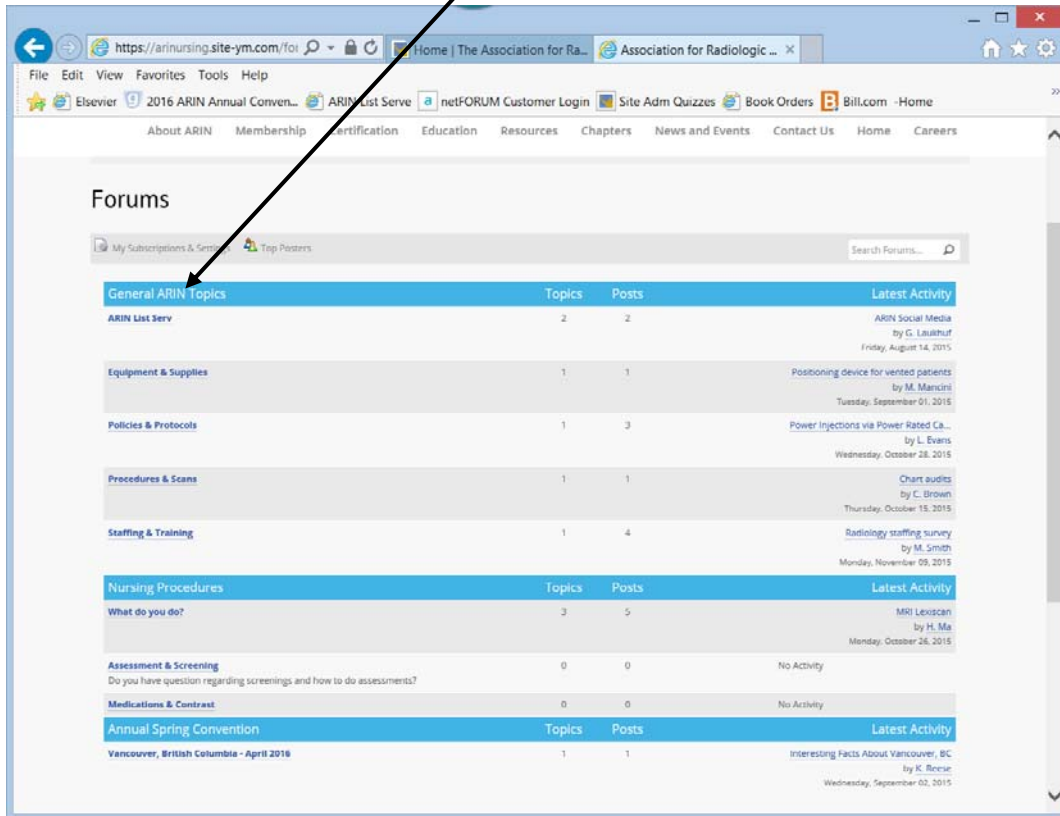 https://arinursing.site-ym.com/for
Home | The Association for Ra...
Association for Radiologic ...
File Edit View Favorites Tools Help
Elsevier 2016 ARIN Annual Conven... ARIN List Serve netFORUM Customer Login Site Adm Quizzes Book Orders Bill.com -Home
About ARIN Membership Certification Education Resources Chapters News and Events Contact Us Home Careers
Forums
My Subscriptions & Settings Top Posters Search Forums...
General ARIN Topics Topics Posts Latest Activity
ARIN List Serv 2 2 ARIN Social Media
by G. Laukhuf
Friday, August 14, 2015
Equipment & Supplies 1 1 Positioning device for vented patients
by M. Mancini
Tuesday, September 01, 2015
Policies & Protocols 1 3 Power Injections via Power Rated Ca...
by L. Evans
Wednesday, October 28, 2015
Procedures & Scans 1 1 Chart audits
by C. Brown
Thursday, October 15, 2015
Staffing & Training 1 4 Radiology staffing survey
by M. Smith
Monday, November 09, 2015
Nursing Procedures Topics Posts Latest Activity
What do you do? 3 5 MRI Lexiscan
by H. Ma
Monday, October 26, 2015
Assessment & Screening 0 0 No Activity
Do you have question regarding screenings and how to do assessments?
Medications & Contrast 0 0 No Activity
Annual Spring Convention Topics Posts Latest Activity
Vancouver, British Columbia - April 2016 1 1 Interesting Facts About Vancouver, BC
by K. Reese
Wednesday, September 02, 2015